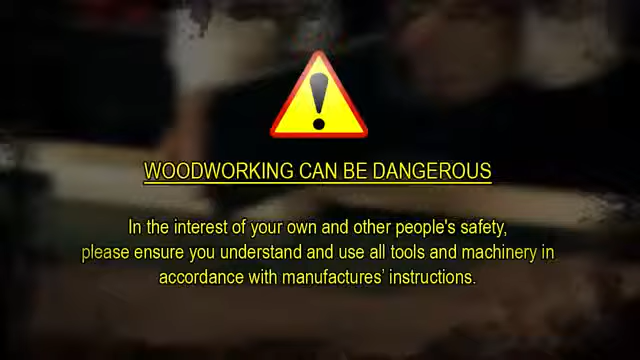 WOODWORKING CAN BE DANGEROUS
In the interest of your own and other people's safety,
please ensure you understand and use all tools and machinery in
accordance with manufactures’ instructions.